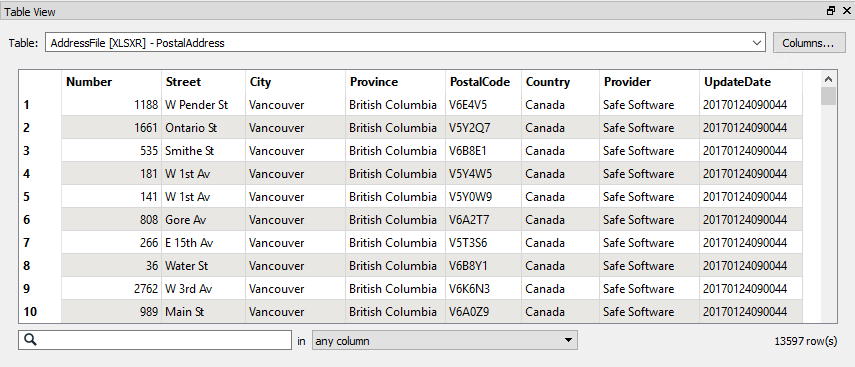 Table View
Table: AddressFile [XLSXR] - PostalAddress Columns...
Number Street City Province PostalCode Country Provider UpdateDate
1 1188 W Pender St Vancouver British Columbia V6E4V5 Canada Safe Software 20170124090044
2 1661 Ontario St Vancouver British Columbia V5Y2Q7 Canada Safe Software 20170124090044
3 535 Smithe St Vancouver British Columbia V6B8E1 Canada Safe Software 20170124090044
4 181 W 1st Av Vancouver British Columbia V5Y4W5 Canada Safe Software 20170124090044
5 141 W 1st Av Vancouver British Columbia V5Y0W9 Canada Safe Software 20170124090044
6 808 Gore Av Vancouver British Columbia V6A2T7 Canada Safe Software 20170124090044
7 266 E 15th Av Vancouver British Columbia V5T3S6 Canada Safe Software 20170124090044
8 36 Water St Vancouver British Columbia V6B8Y1 Canada Safe Software 20170124090044
9 2762 W 3rd Av Vancouver British Columbia V6K6N3 Canada Safe Software 20170124090044
10 989 Main St Vancouver British Columbia V6A0Z9 Canada Safe Software 20170124090044
in any column 13597 row(s)